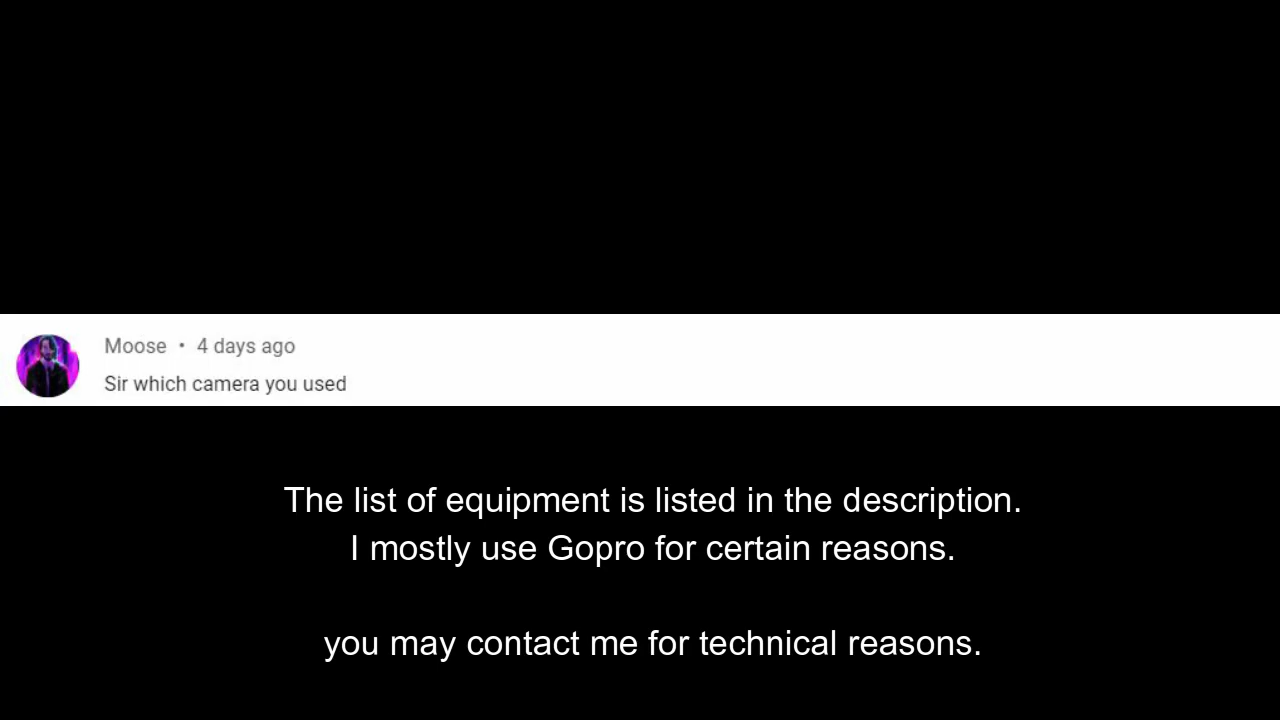 Moose • 4 days ago
Sir which camera you used
The list of equipment is listed in the description.
I mostly use Gopro for certain reasons.
you may contact me for technical reasons.